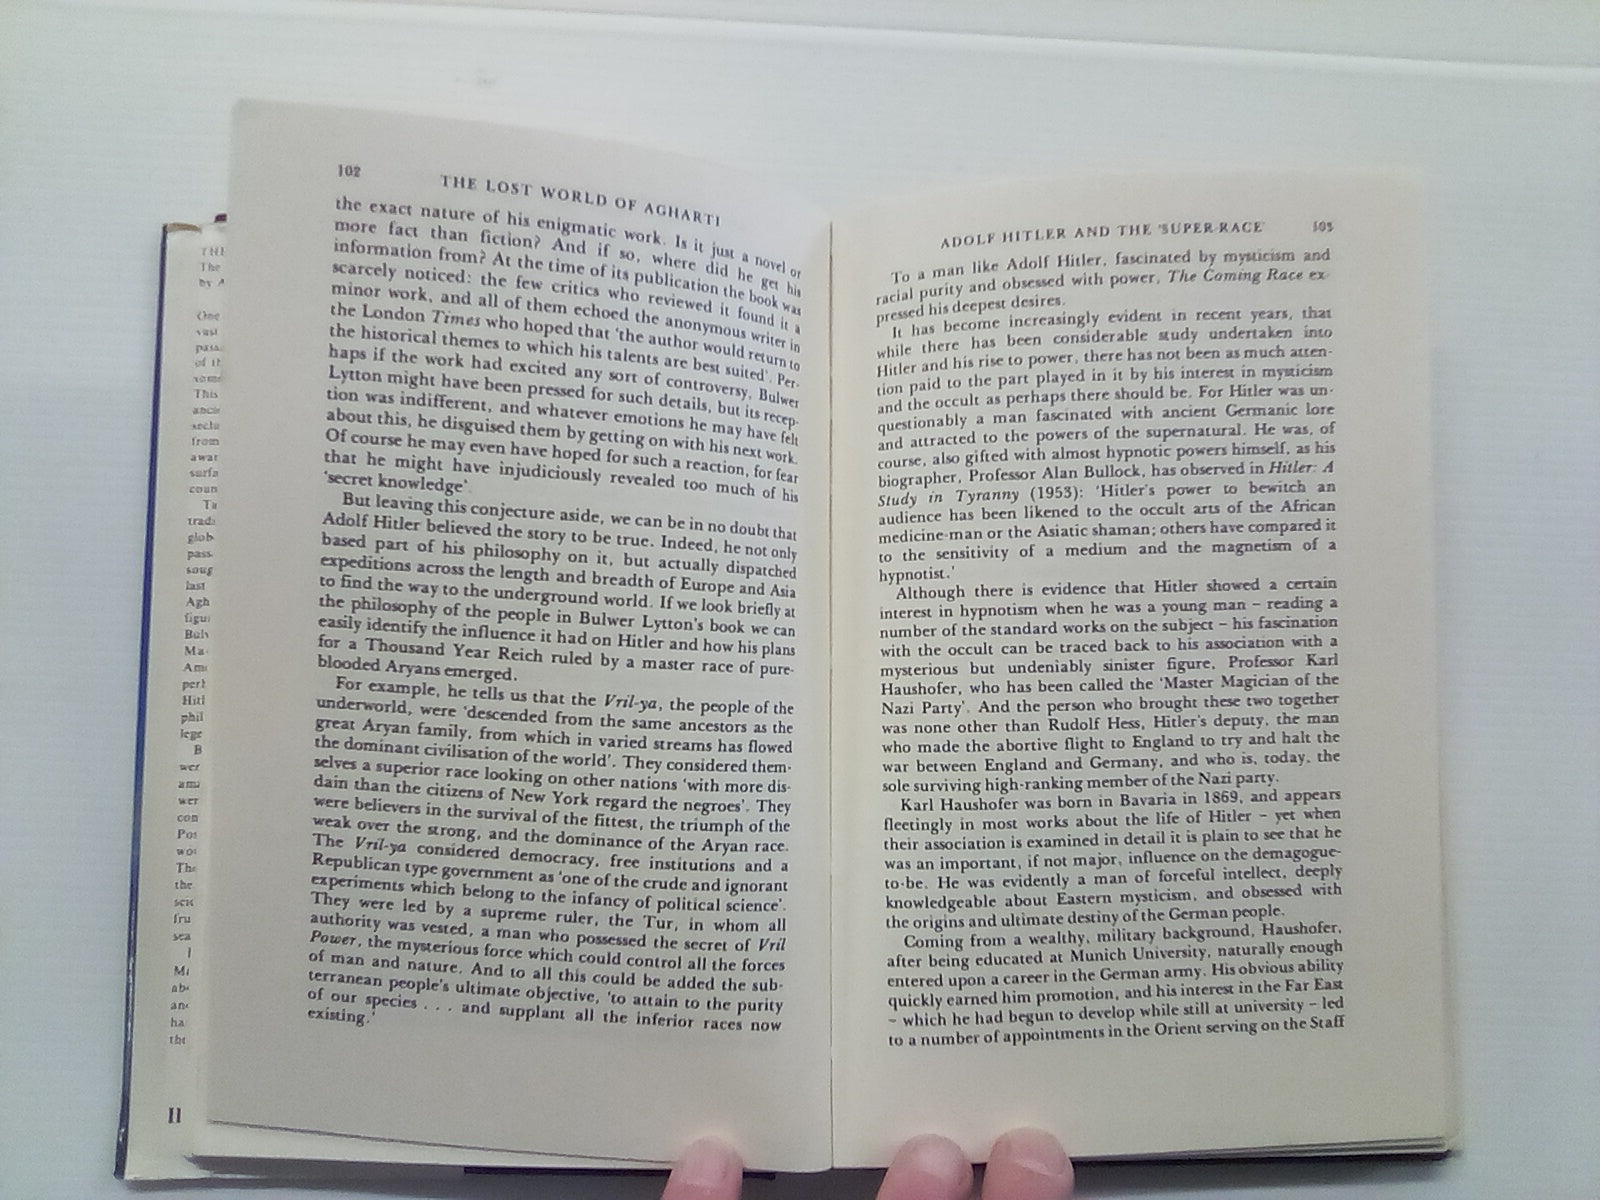 102
THE LOST WORLD OF AGHARTI
the exact nature of his enigmatic work. Is it just a novel or
more fact than fiction? And if so, where did he get his
information from? At the time of its publication the book was
scarcely noticed: the few critics who reviewed it found it a
minor work, and all of them echoed the anonymous writer in
the London Times who hoped that 'the author would return to
the historical themes to which his talents are best suited'. Per-
haps if the work had excited any sort of controversy, Bulwer
Lytton might have been pressed for such details, but its recep-
tion was indifferent, and whatever emotions he may have felt
about this, he disguised them by getting on with his next work.
Of course he may even have hoped for such a reaction, for fear
that he might have injudiciously revealed too much of his
'secret knowledge'.
But leaving this conjecture aside, we can be in no doubt that
Adolf Hitler believed the story to be true. Indeed, he not only
based part of his philosophy on it, but actually dispatched
expeditions across the length and breadth of Europe and Asia
to find the way to the underground world. If we look briefly at
the philosophy of the people in Bulwer Lytton's book we can
easily identify the influence it had on Hitler and how his plans
for a Thousand Year Reich ruled by a master race of pure-
blooded Aryans emerged.
For example, he tells us that the Vril-ya, the people of the
underworld, were 'descended from the same ancestors as the
great Aryan family, from which in varied streams has flowed
the dominant civilisation of the world'. They considered them-
selves a superior race looking on other nations 'with more dis-
dain than the citizens of New York regard the negroes'. They
were believers in the survival of the fittest, the triumph of the
weak over the strong, and the dominance of the Aryan race.
The Vril-ya considered democracy, free institutions and a
Republican type government as 'one of the crude and ignorant
experiments which belong to the infancy of political science'.
They were led by a supreme ruler, the Tur, in whom all
authority was vested, a man who possessed the secret of Vril
Power, the mysterious force which could control all the forces
of man and nature. And to all this could be added the sub-
terranean people's ultimate objective, 'to attain to the purity
of our species . . . and supplant all the inferior races now
existing.'
ADOLF HITLER AND THE 'SUPER-RACE'
103
To a man like Adolf Hitler, fascinated by mysticism and
racial purity and obsessed with power, The Coming Race ex-
pressed his deepest desires.
It has become increasingly evident in recent years, that
while there has been considerable study undertaken into
Hitler and his rise to power, there has not been as much atten-
tion paid to the part played in it by his interest in mysticism
and the occult as perhaps there should be. For Hitler was un-
questionably a man fascinated with ancient Germanic lore
and attracted to the powers of the supernatural. He was, of
course, also gifted with almost hypnotic powers himself, as his
biographer, Professor Alan Bullock, has observed in Hitler: A
Study in Tyranny (1953): 'Hitler's power to bewitch an
audience has been likened to the occult arts of the African
medicine-man or the Asiatic shaman; others have compared it
to the sensitivity of a medium and the magnetism of a
hypnotist.'
Although there is evidence that Hitler showed a certain
interest in hypnotism when he was a young man – reading a
number of the standard works on the subject – his fascination
with the occult can be traced back to his association with a
mysterious but undeniably sinister figure, Professor Karl
Haushofer, who has been called the 'Master Magician of the
Nazi Party'. And the person who brought these two together
was none other than Rudolf Hess, Hitler's deputy, the man
who made the abortive flight to England to try and halt the
war between England and Germany, and who is, today, the
sole surviving high-ranking member of the Nazi party.
Karl Haushofer was born in Bavaria in 1869, and appears
fleetingly in most works about the life of Hitler – yet when
their association is examined in detail it is plain to see that he
was an important, if not major, influence on the demagogue-
to-be. He was evidently a man of forceful intellect, deeply
knowledgeable about Eastern mysticism, and obsessed with
the origins and ultimate destiny of the German people.
Coming from a wealthy, military background, Haushofer,
after being educated at Munich University, naturally enough
entered upon a career in the German army. His obvious ability
quickly earned him promotion, and his interest in the Far East
– which he had begun to develop while still at university – led
to a number of appointments in the Orient serving on the Staff